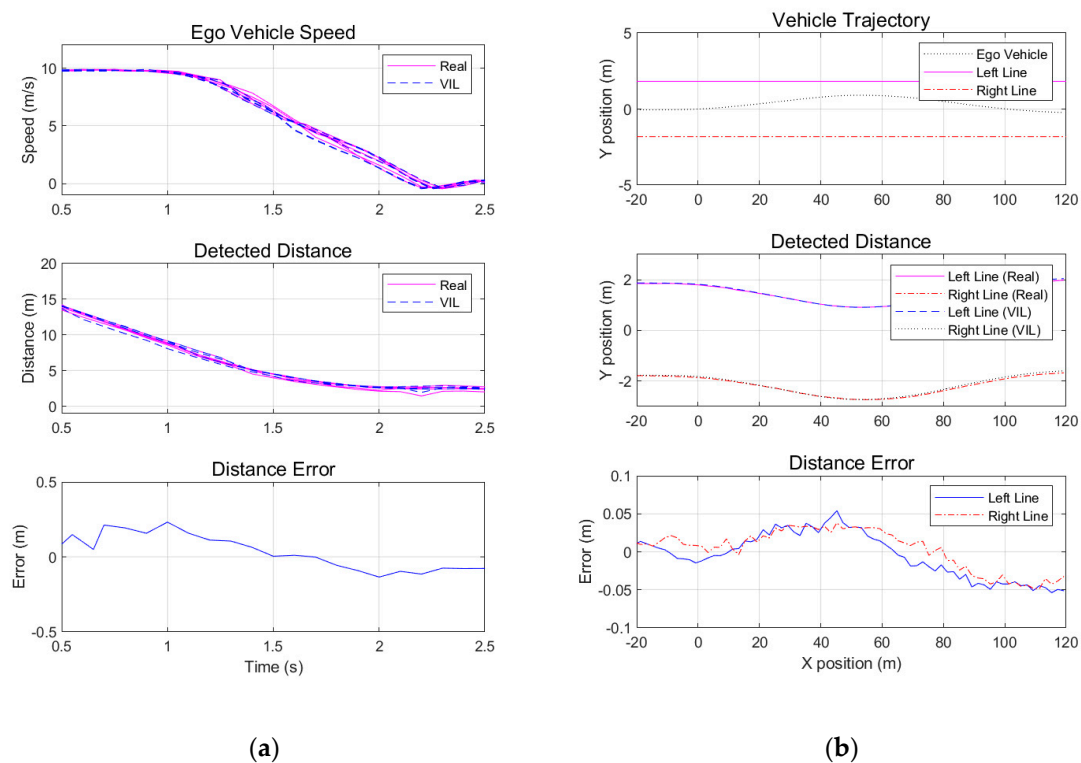 Ego Vehicle Speed
Speed (m/s)
10
5
0
0.5 1 1.5 2 2.5
Real
VIL
Detected Distance
Distance (m)
20
15
10
5
0
0.5 1 1.5 2 2.5
Real
VIL
Distance Error
Error (m)
0.5
0
-0.5
0.5 1 1.5 2 2.5
Time (s)
(a)
Vehicle Trajectory
Y position (m)
5
0
-5
-20 0 20 40 60 80 100 120
Ego Vehicle
Left Line
Right Line
Detected Distance
Y position (m)
2
0
-2
-20 0 20 40 60 80 100 120
Left Line (Real)
Right Line (Real)
Left Line (VIL)
Right Line (VIL)
Distance Error
Error (m)
0.1
0.05
0
-0.05
-0.1
-20 0 20 40 60 80 100 120
Left Line
Right Line
X position (m)
(b)